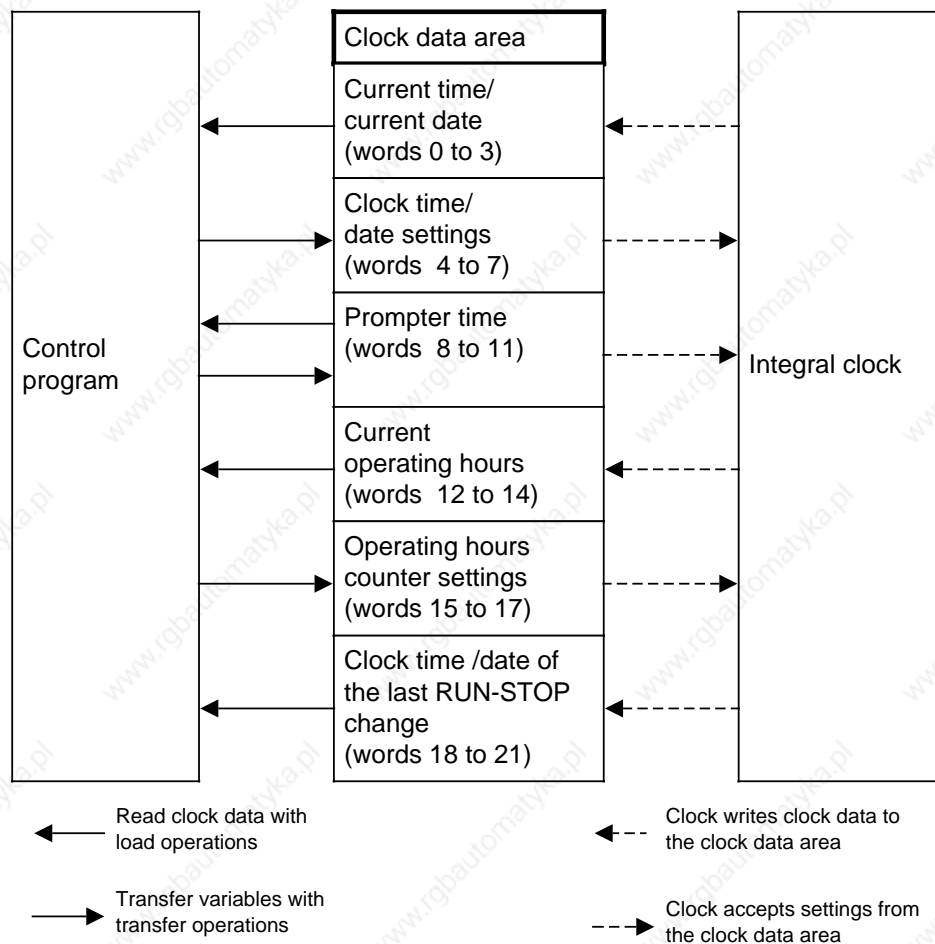 Clock data area
Current time/
current date
(words 0 to 3)
Clock time/
date settings
(words 4 to 7)
Prompter time
(words 8 to 11)
Control
program
Integral clock
Current
operating hours
(words 12 to 14)
Operating hours
counter settings
(words 15 to 17)
Clock time /date of
the last RUN-STOP
change
(words 18 to 21)
Read clock data with
load operations
Clock writes clock data to
the clock data area
Transfer variables with
transfer operations
Clock accepts settings from
the clock data area
www.rgbautomatyka.pl